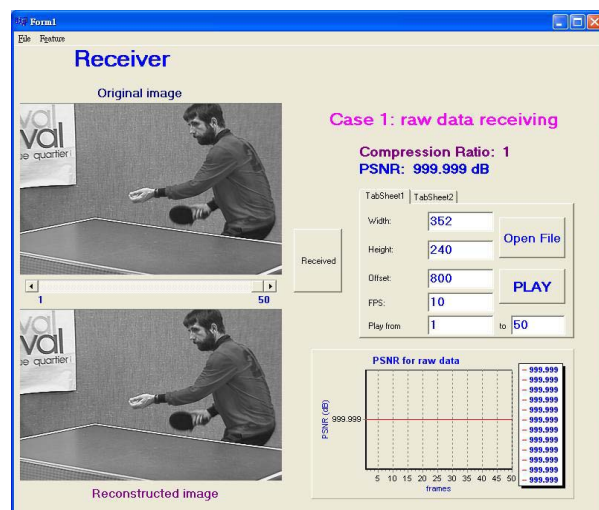 Form1
File Feature
Receiver
Original image
val
val
e quartier
1 50
val
val
e quartier
Reconstructed image
Received
Case 1: raw data receiving
Compression Ratio: 1
PSNR: 999.999 dB
TabSheet1 TabSheet2
Width: 352
Height: 240
Offset: 800
FPS: 10
Play from 1 to 50
Open File
PLAY
PSNR for raw data
PSNR (dB)
999.999
5 10 15 20 25 30 35 40 45 50
frames
999.999
999.999
999.999
999.999
999.999
999.999
999.999
999.999
999.999
999.999
999.999
999.999